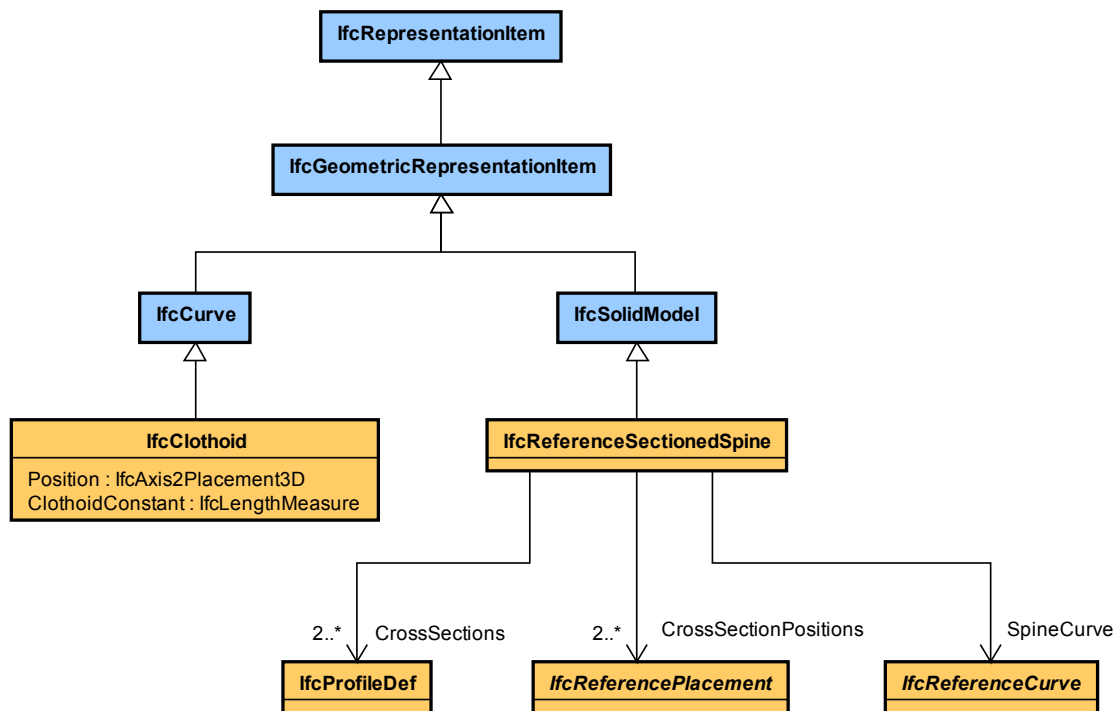 IfcRepresentationItem
IfcGeometricRepresentationItem
IfcCurve
IfcSolidModel
IfcClothoid
Position : IfcAxis2Placement3D
ClothoidConstant : IfcLengthMeasure
IfcReferenceSectionedSpine
2..* CrossSections
2..* CrossSectionPositions
SpineCurve
IfcProfileDef
IfcReferencePlacement
IfcReferenceCurve